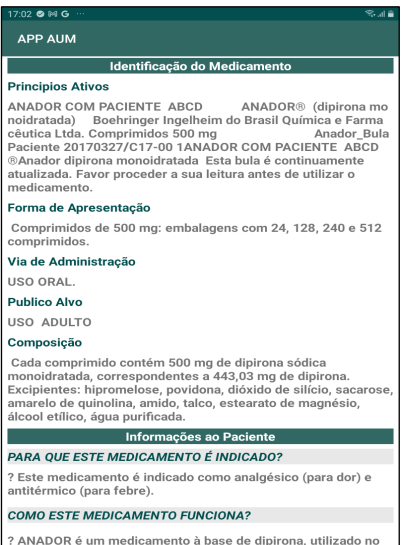 17:02 G ...
APP AUM
Identificação do Medicamento
Principios Ativos
ANADOR COM PACIENTE ABCD ANADOR® (dipirona mo
noidratada) Boehringer Ingelheim do Brasil Química e Farma
cêutica Ltda. Comprimidos 500 mg Anador_Bula
Paciente 20170327/C17-00 1ANADOR COM PACIENTE ABCD
®Anador dipirona monoidratada Esta bula é continuamente
atualizada. Favor proceder a sua leitura antes de utilizar o
medicamento.
Forma de Apresentação
Comprimidos de 500 mg: embalagens com 24, 128, 240 e 512
comprimidos.
Via de Administração
USO ORAL.
Publico Alvo
USO ADULTO
Composição
Cada comprimido contém 500 mg de dipirona sódica
monoidratada, correspondentes a 443,03 mg de dipirona.
Excipientes: hipromelose, povidona, dióxido de silício, sacarose,
amarelo de quinolina, amido, talco, estearato de magnésio,
álcool etílico, água purificada.
Informações ao Paciente
PARA QUE ESTE MEDICAMENTO É INDICADO?
? Este medicamento é indicado como analgésico (para dor) e
antitérmico (para febre).
COMO ESTE MEDICAMENTO FUNCIONA?
? ANADOR é um medicamento à base de dipirona, utilizado no